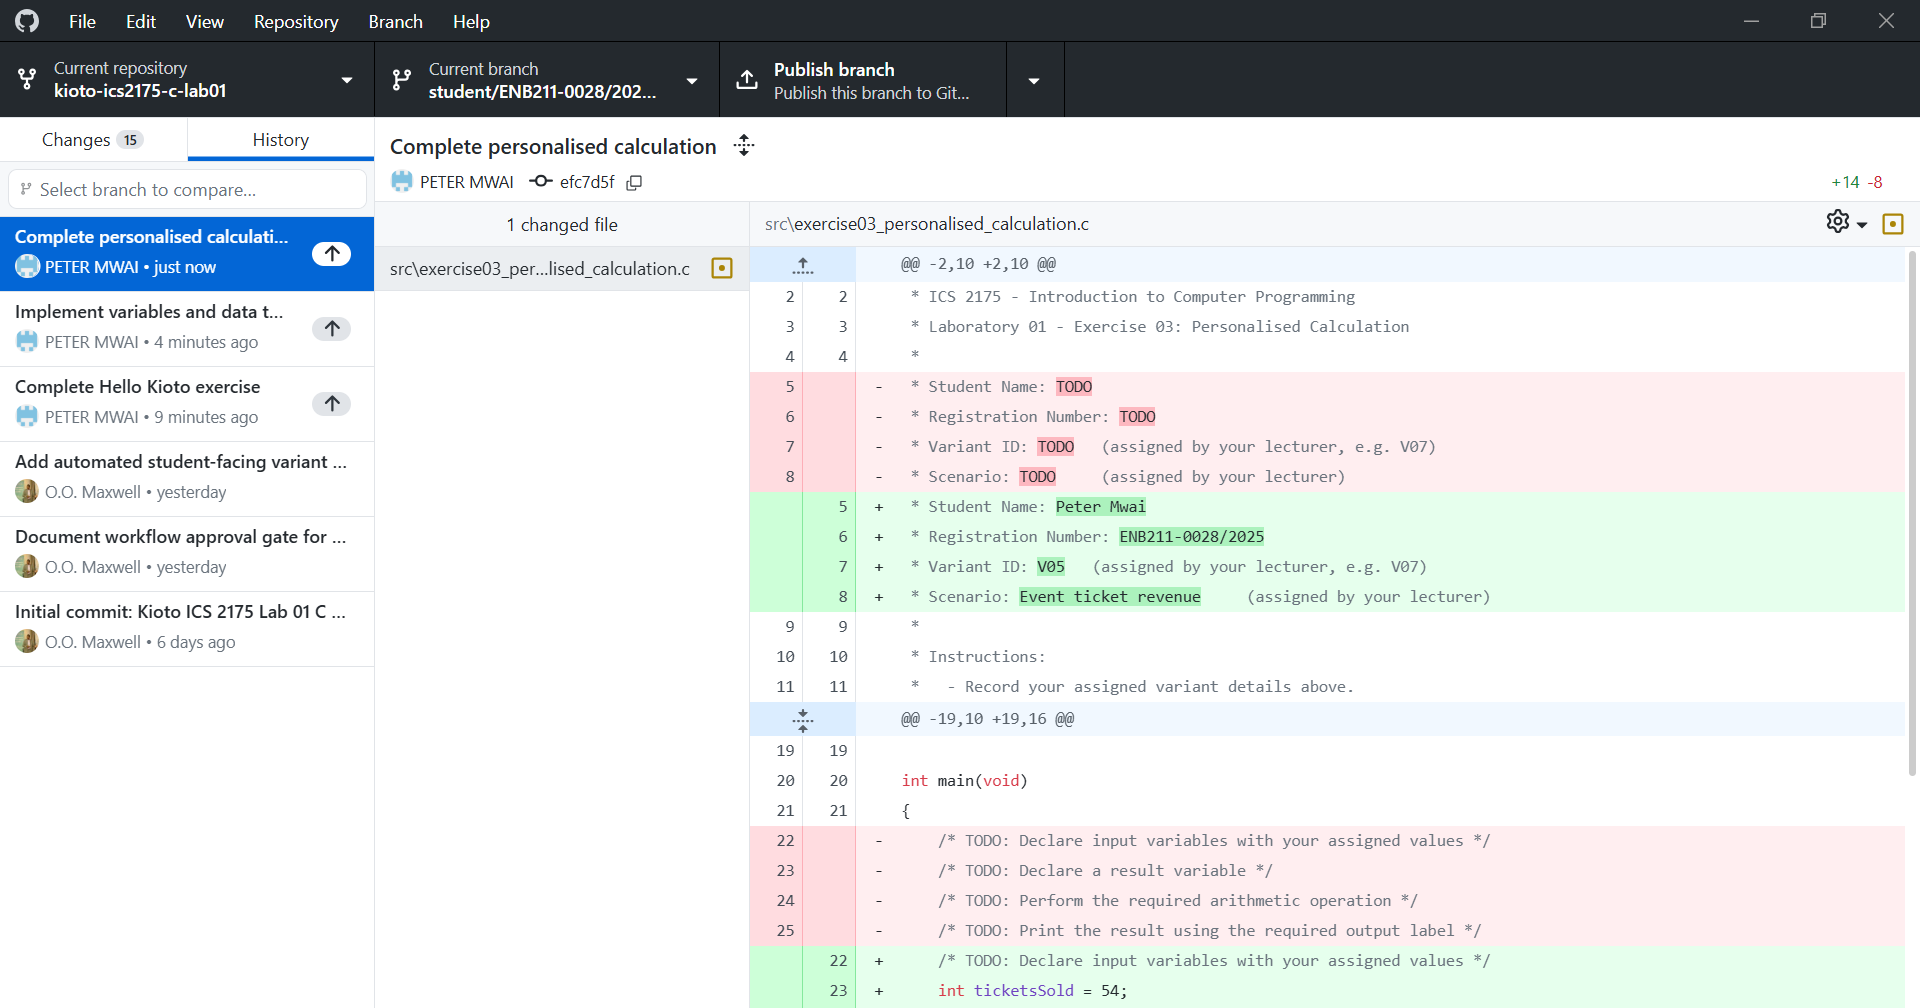 File Edit View Repository Branch Help
Current repository
kioto-ics2175-c-lab01
Current branch
student/ENB211-0028/202...
Publish branch
Publish this branch to Git...
Changes 15
History
Select branch to compare...
Complete personalised calculati...
PETER MWAI • just now
Implement variables and data t...
PETER MWAI • 4 minutes ago
Complete Hello Kioto exercise
PETER MWAI • 9 minutes ago
Add automated student-facing variant ...
O.O. Maxwell • yesterday
Document workflow approval gate for ...
O.O. Maxwell • yesterday
Initial commit: Kioto ICS 2175 Lab 01 C ...
O.O. Maxwell • 6 days ago
Complete personalised calculation
PETER MWAI efc7d5f
+14 -8
1 changed file
src\exercise03_per...lised_calculation.c
src\exercise03_personalised_calculation.c
@@ -2,10 +2,10 @@
2 2 * ICS 2175 - Introduction to Computer Programming
3 3 * Laboratory 01 - Exercise 03: Personalised Calculation
4 4 *
5 - * Student Name: TODO
6 - * Registration Number: TODO
7 - * Variant ID: TODO (assigned by your lecturer, e.g. V07)
8 - * Scenario: TODO (assigned by your lecturer)
5 + * Student Name: Peter Mwai
6 + * Registration Number: ENB211-0028/2025
7 + * Variant ID: V05 (assigned by your lecturer, e.g. V07)
8 + * Scenario: Event ticket revenue (assigned by your lecturer)
9 9 *
10 10 * Instructions:
11 11 * - Record your assigned variant details above.
@@ -19,10 +19,16 @@
19 19
20 20 int main(void)
21 21 {
22 - /* TODO: Declare input variables with your assigned values */
23 - /* TODO: Declare a result variable */
24 - /* TODO: Perform the required arithmetic operation */
25 - /* TODO: Print the result using the required output label */
22 + /* TODO: Declare input variables with your assigned values */
23 + int ticketsSold = 54;